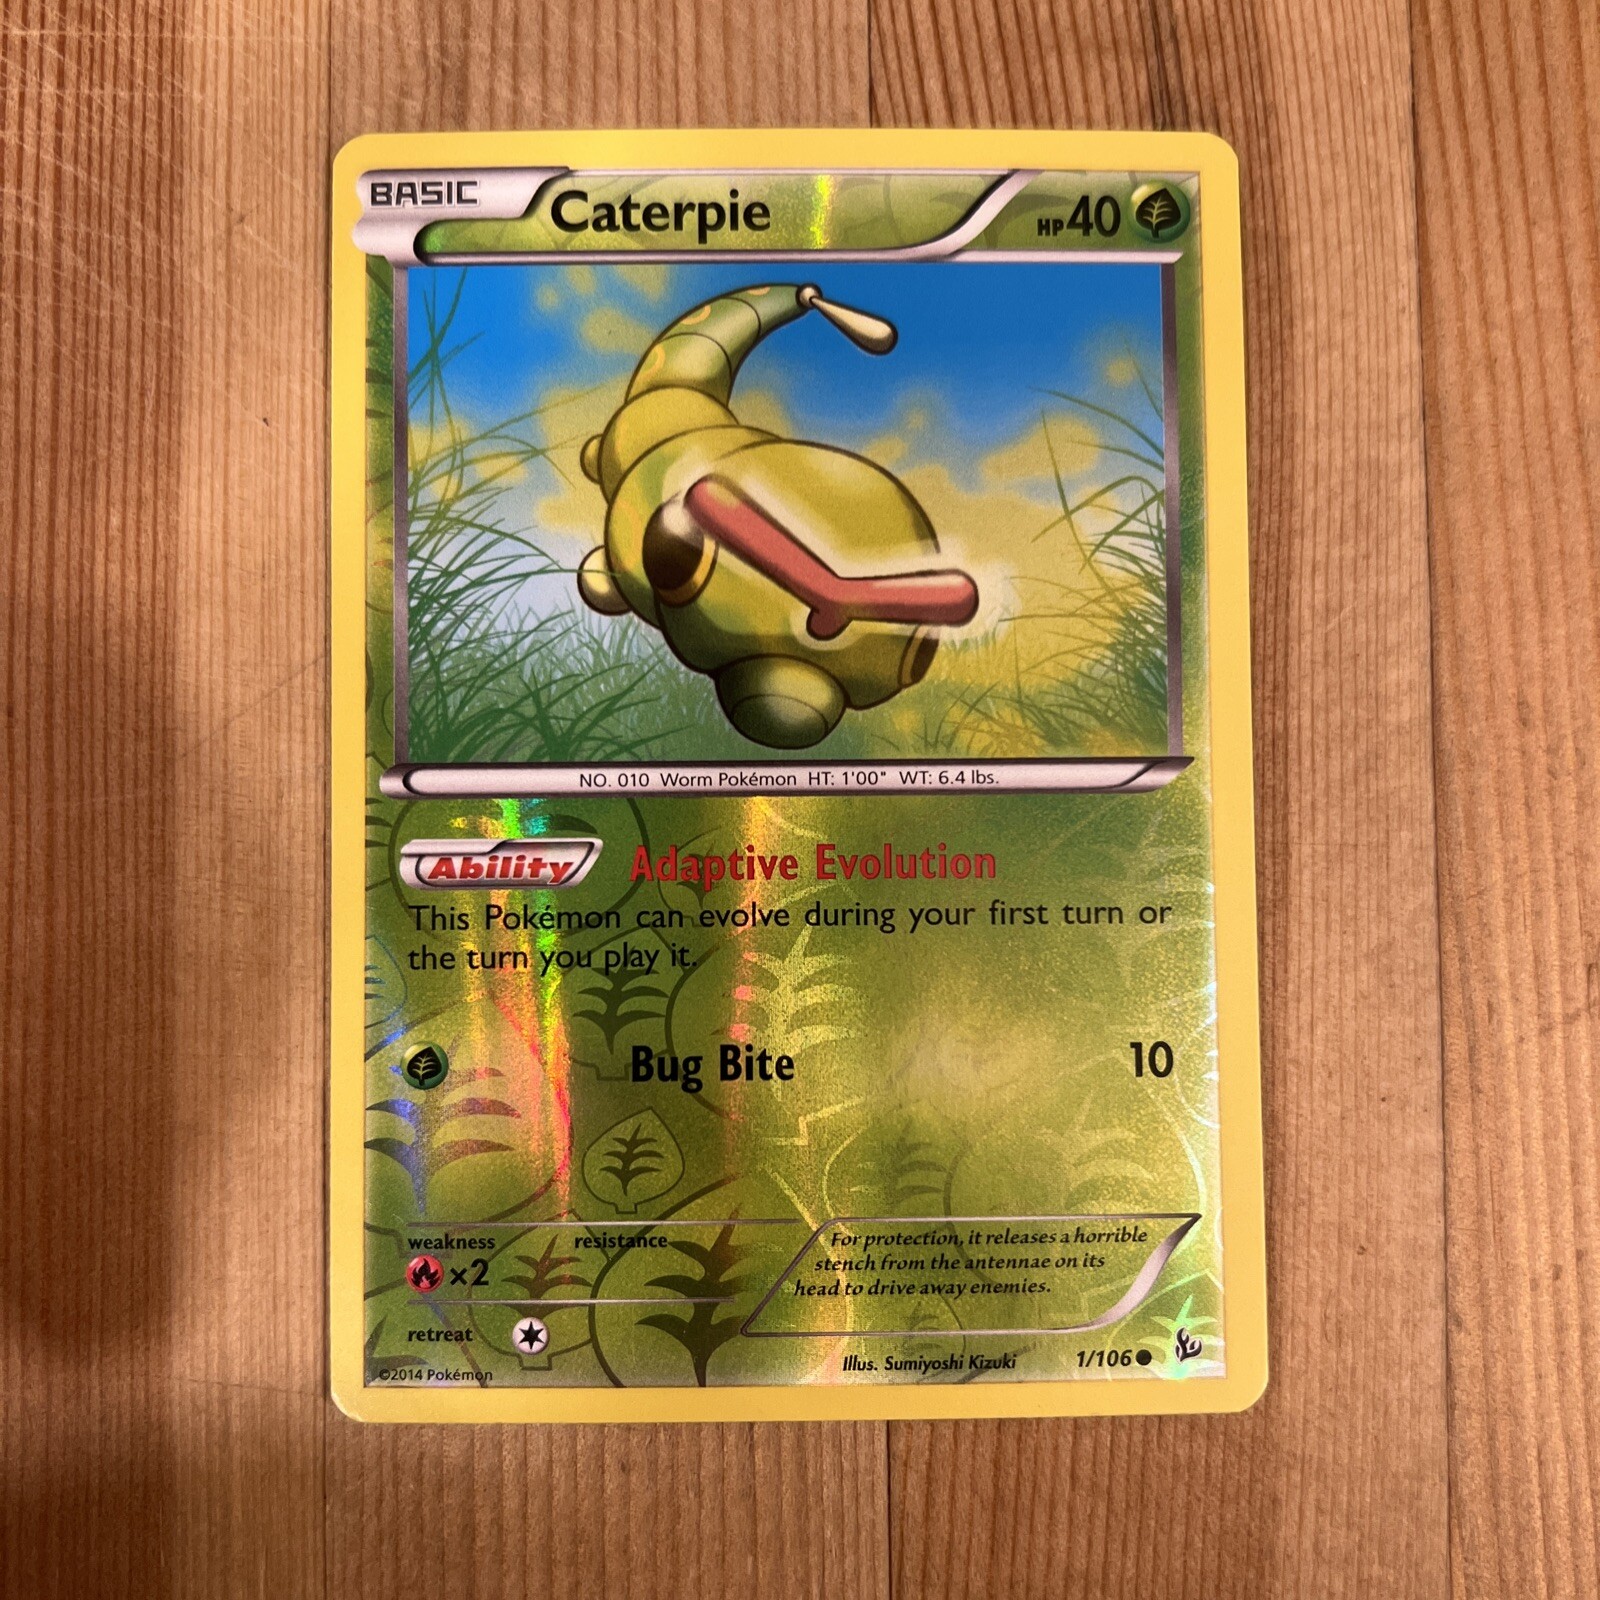 BASIC Caterpie HP40
NO. 010 Worm Pokémon HT: 1'00" WT: 6.4 lbs.
Ability Adaptive Evolution
This Pokémon can evolve during your first turn or
the turn you play it.
Bug Bite 10
weakness resistance
×2
retreat
For protection, it releases a horrible
stench from the antennae on its
head to drive away enemies.
©2014 Pokémon
Illus. Sumiyoshi Kizuki 1/106